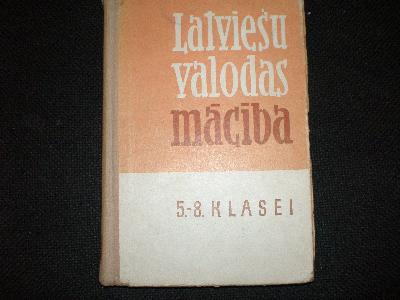 Latviešu
valodas
mācība
5.-8. KLASEI